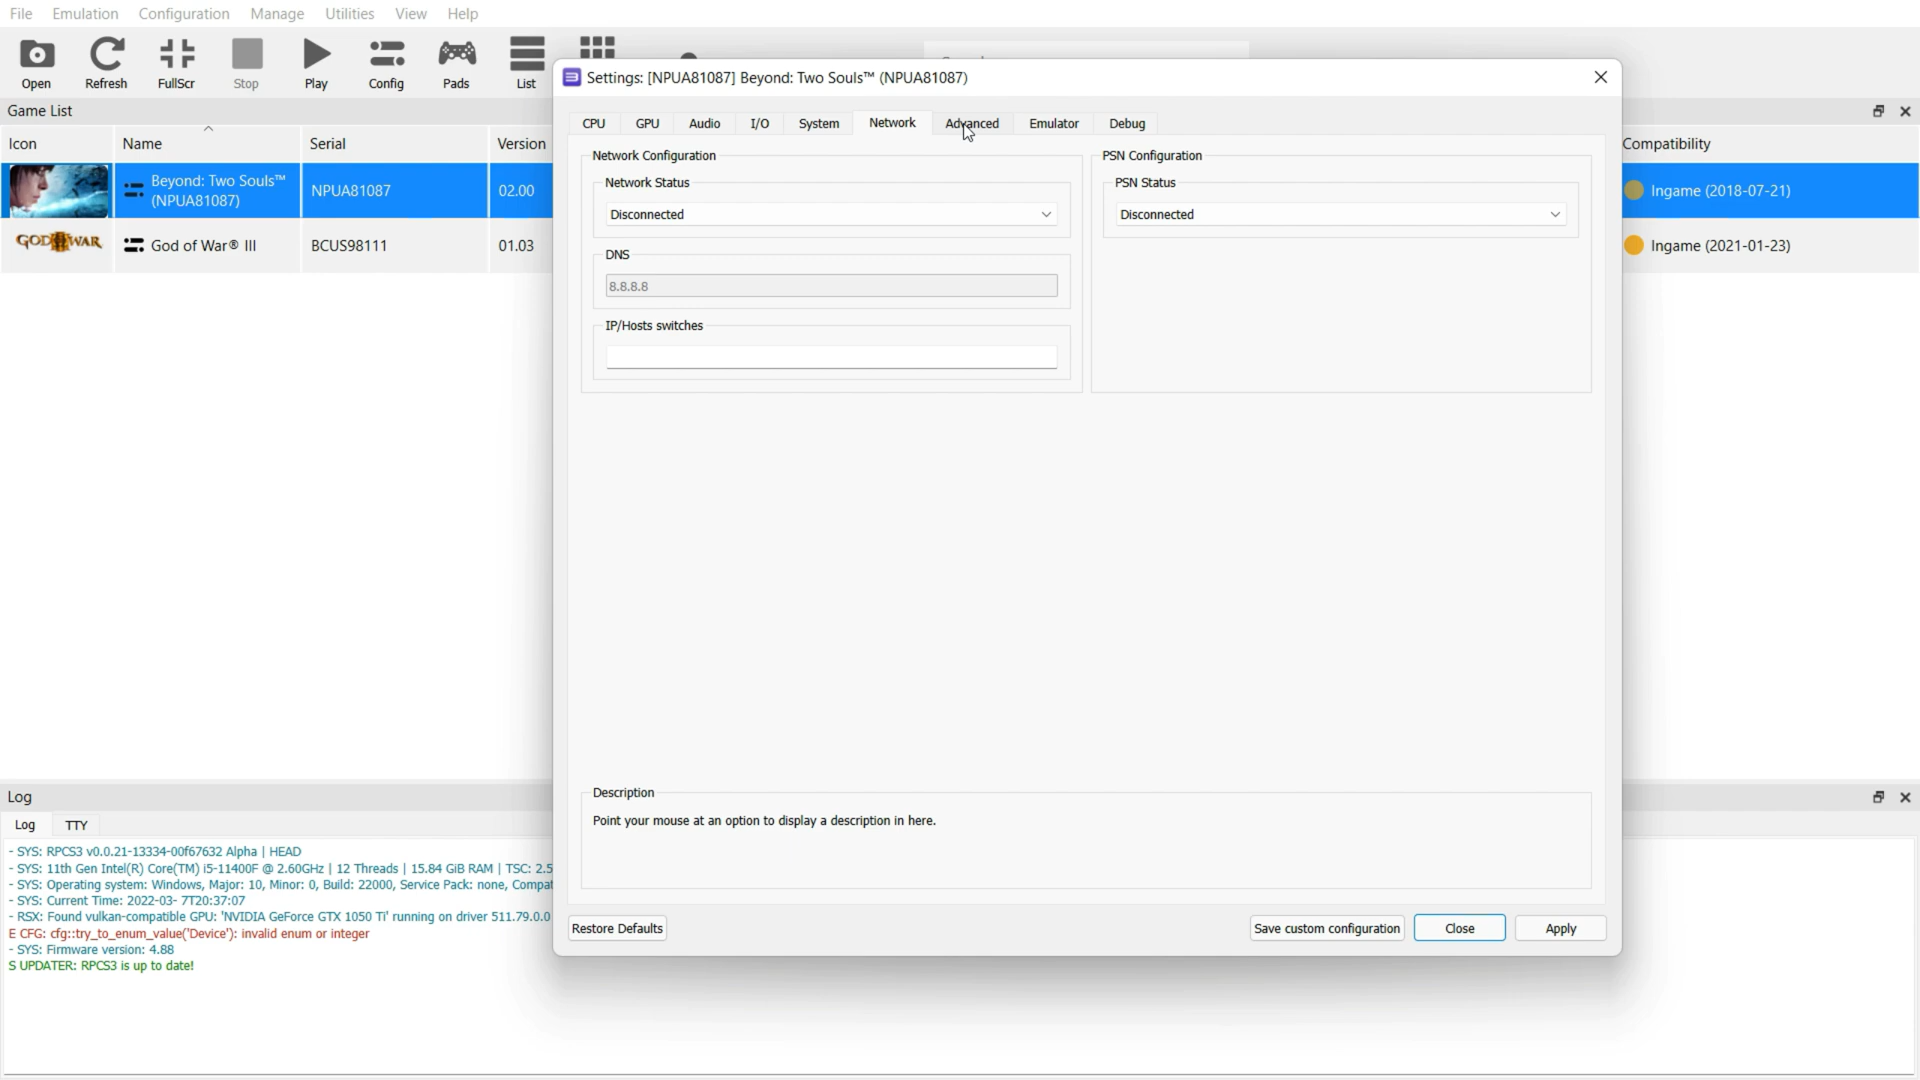 File Emulation Configuration Manage Utilities View Help
Open Refresh FullScr Stop Play Config Pads List
Settings: [NPUA81087] Beyond: Two Souls™ (NPUA81087)
Game List
CPU GPU Audio I/O System Network Advanced Emulator Debug
Icon Name Serial Version Compatibility
Beyond: Two Souls™
(NPUA81087) NPUA81087 02.00 Ingame (2018-07-21)
GOD WAR God of War® III BCUS98111 01.03 Ingame (2021-01-23)
Network Configuration
Network Status
Disconnected
DNS
8.8.8.8
IP/Hosts switches
PSN Configuration
PSN Status
Disconnected
Description
Point your mouse at an option to display a description in here.
Restore Defaults Save custom configuration Close Apply
Log
Log TTY
- SYS: RPCS3 v0.0.21-13334-00f67632 Alpha | HEAD
- SYS: 11th Gen Intel(R) Core(TM) i5-11400F @ 2.60GHz | 12 Threads | 15.84 GiB RAM | TSC: 2.5
- SYS: Operating system: Windows, Major: 10, Minor: 0, Build: 22000, Service Pack: none, Compat
- SYS: Current Time: 2022-03- 7T20:37:07
- RSX: Found vulkan-compatible GPU: 'NVIDIA GeForce GTX 1050 Ti' running on driver 511.79.0.0
E CFG: cfg::try_to_enum_value('Device'): invalid enum or integer
- SYS: Firmware version: 4.88
S UPDATER: RPCS3 is up to date!